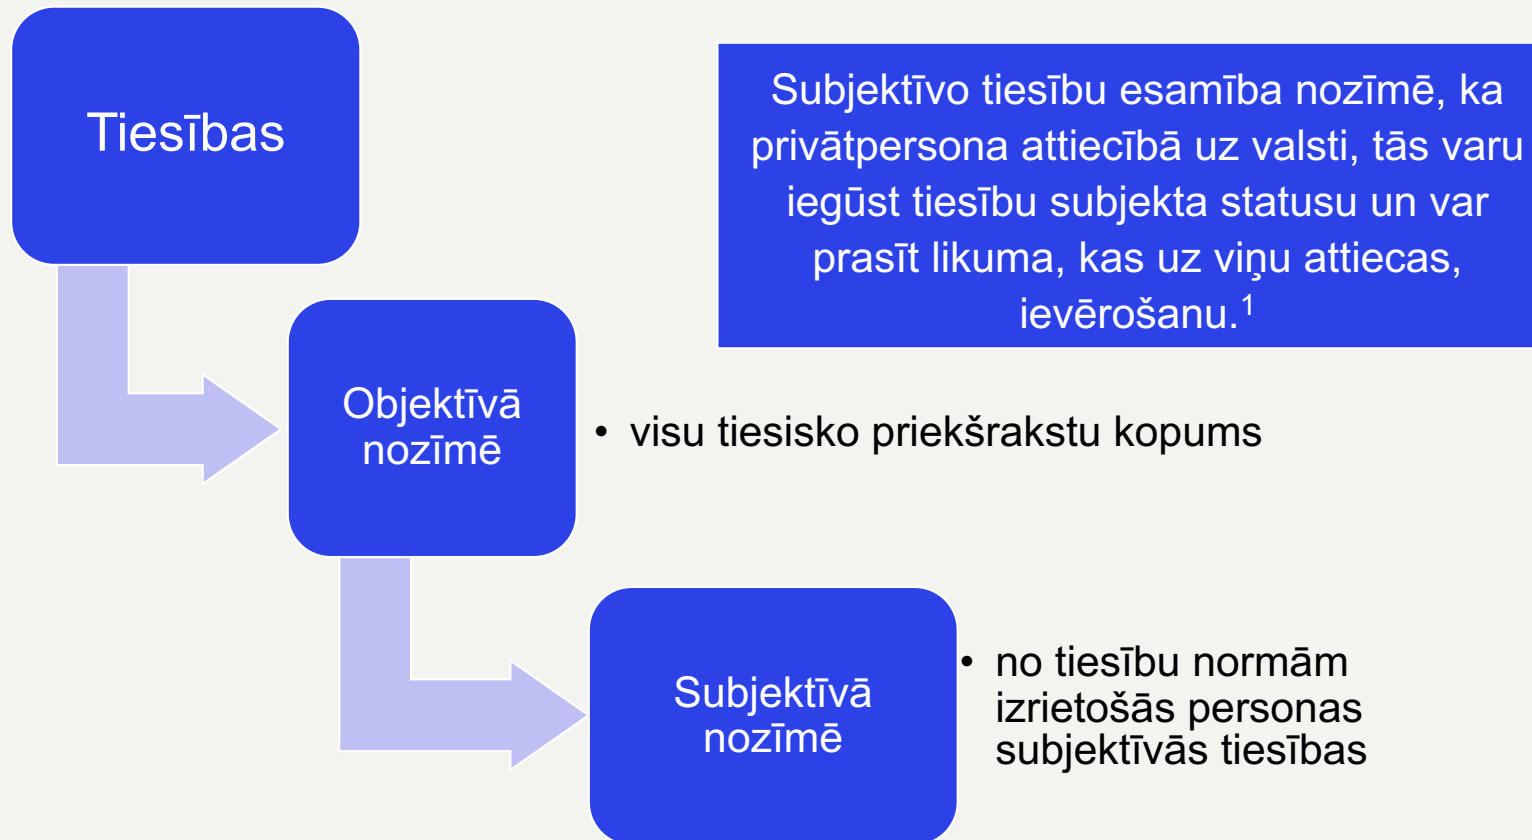 Tiesības
Subjektīvo tiesību esamība nozīmē, ka
privātpersona attiecībā uz valsti, tās varu
iegūst tiesību subjekta statusu un var
prasīt likuma, kas uz viņu attiecas,
ievērošanu.¹
Objektīvā
nozīmē
• visu tiesisko priekšrakstu kopums
Subjektīvā
nozīmē
• no tiesību normām
izrietošās personas
subjektīvās tiesības